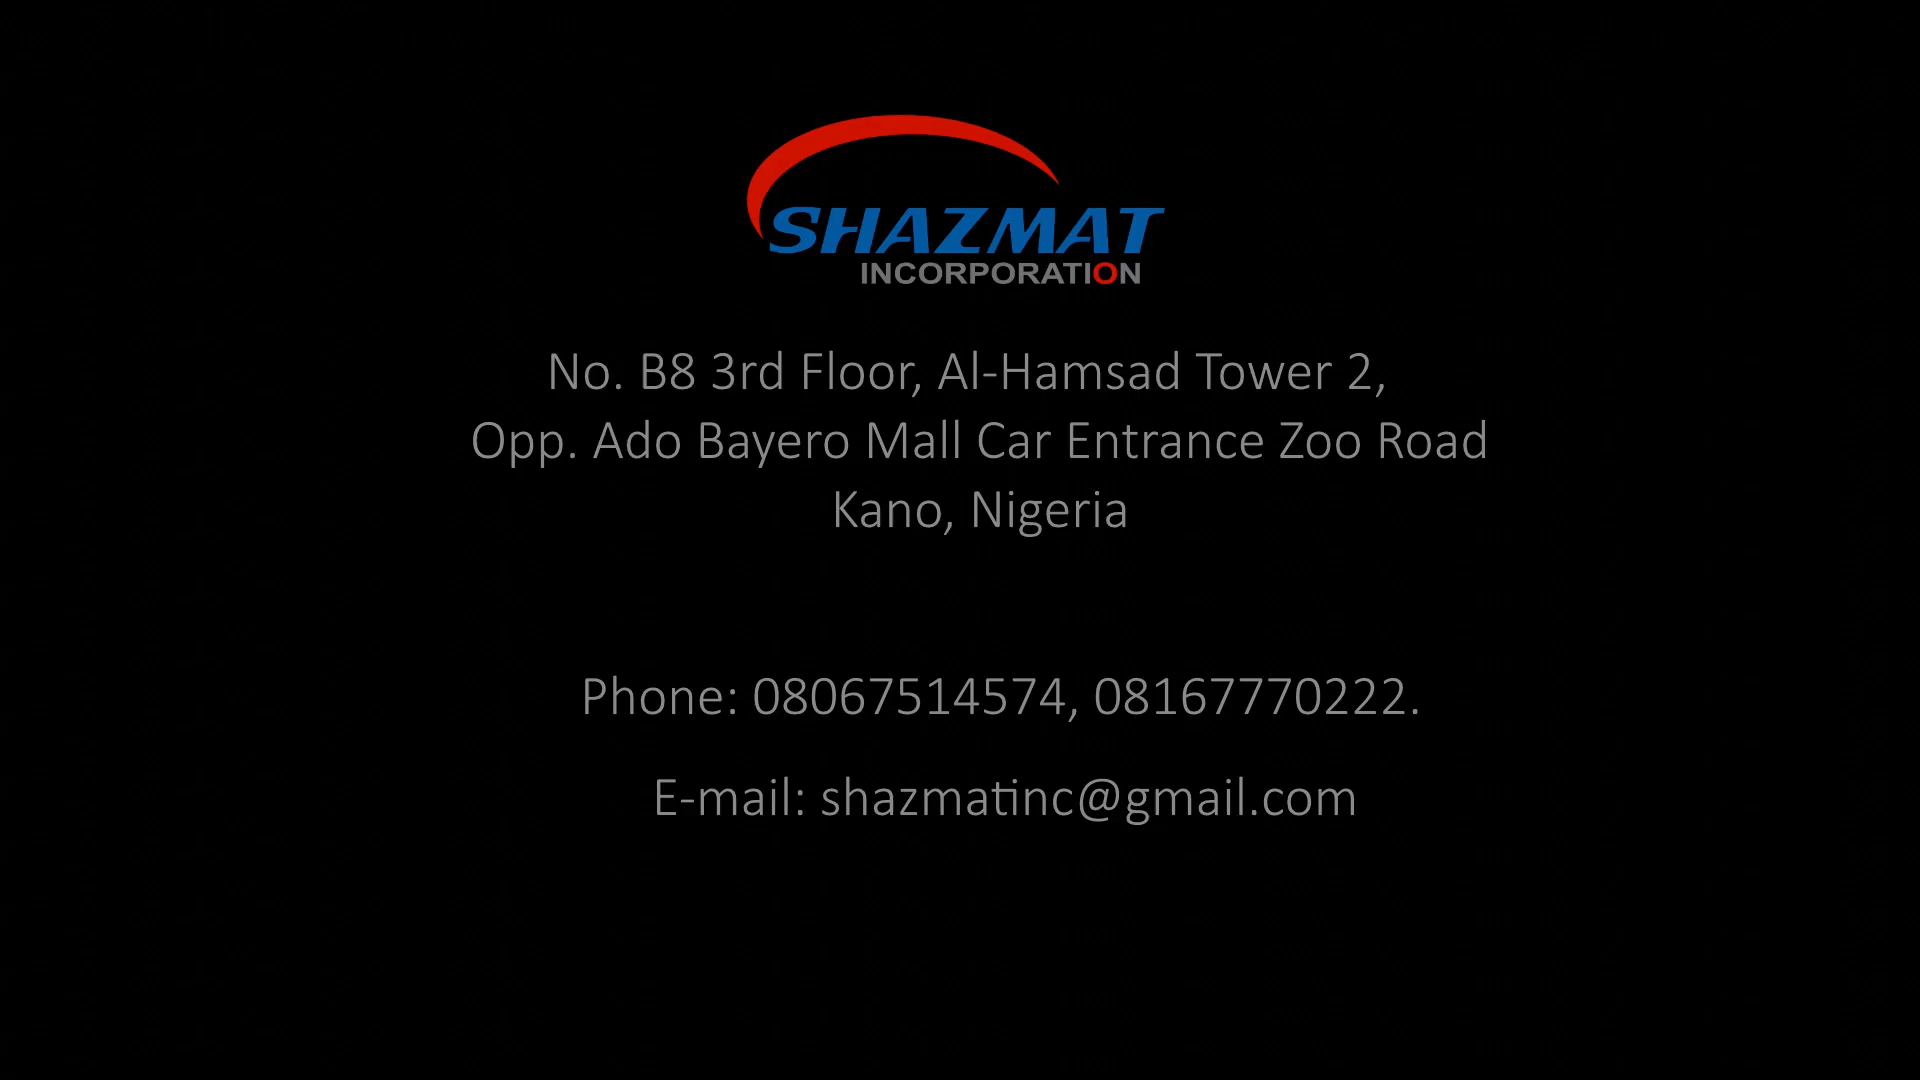 SHAZMAT
INCORPORATION
No. B8 3rd Floor, Al-Hamsad Tower 2,
Opp. Ado Bayero Mall Car Entrance Zoo Road
Kano, Nigeria
Phone: 08067514574, 08167770222.
E-mail: shazmatinc@gmail.com